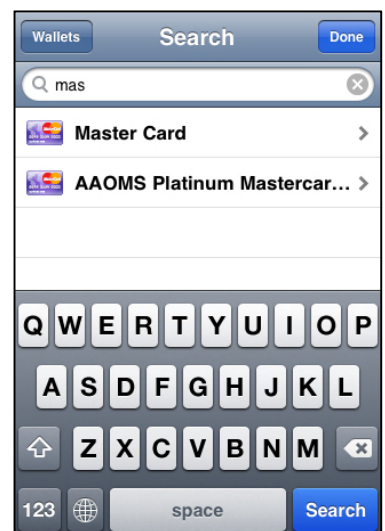 Wallets Search Done
mas
Master Card
AAOMS Platinum Mastercar...
Q W E R T Y U I O P
A S D F G H J K L
Z X C V B N M
123 space Search